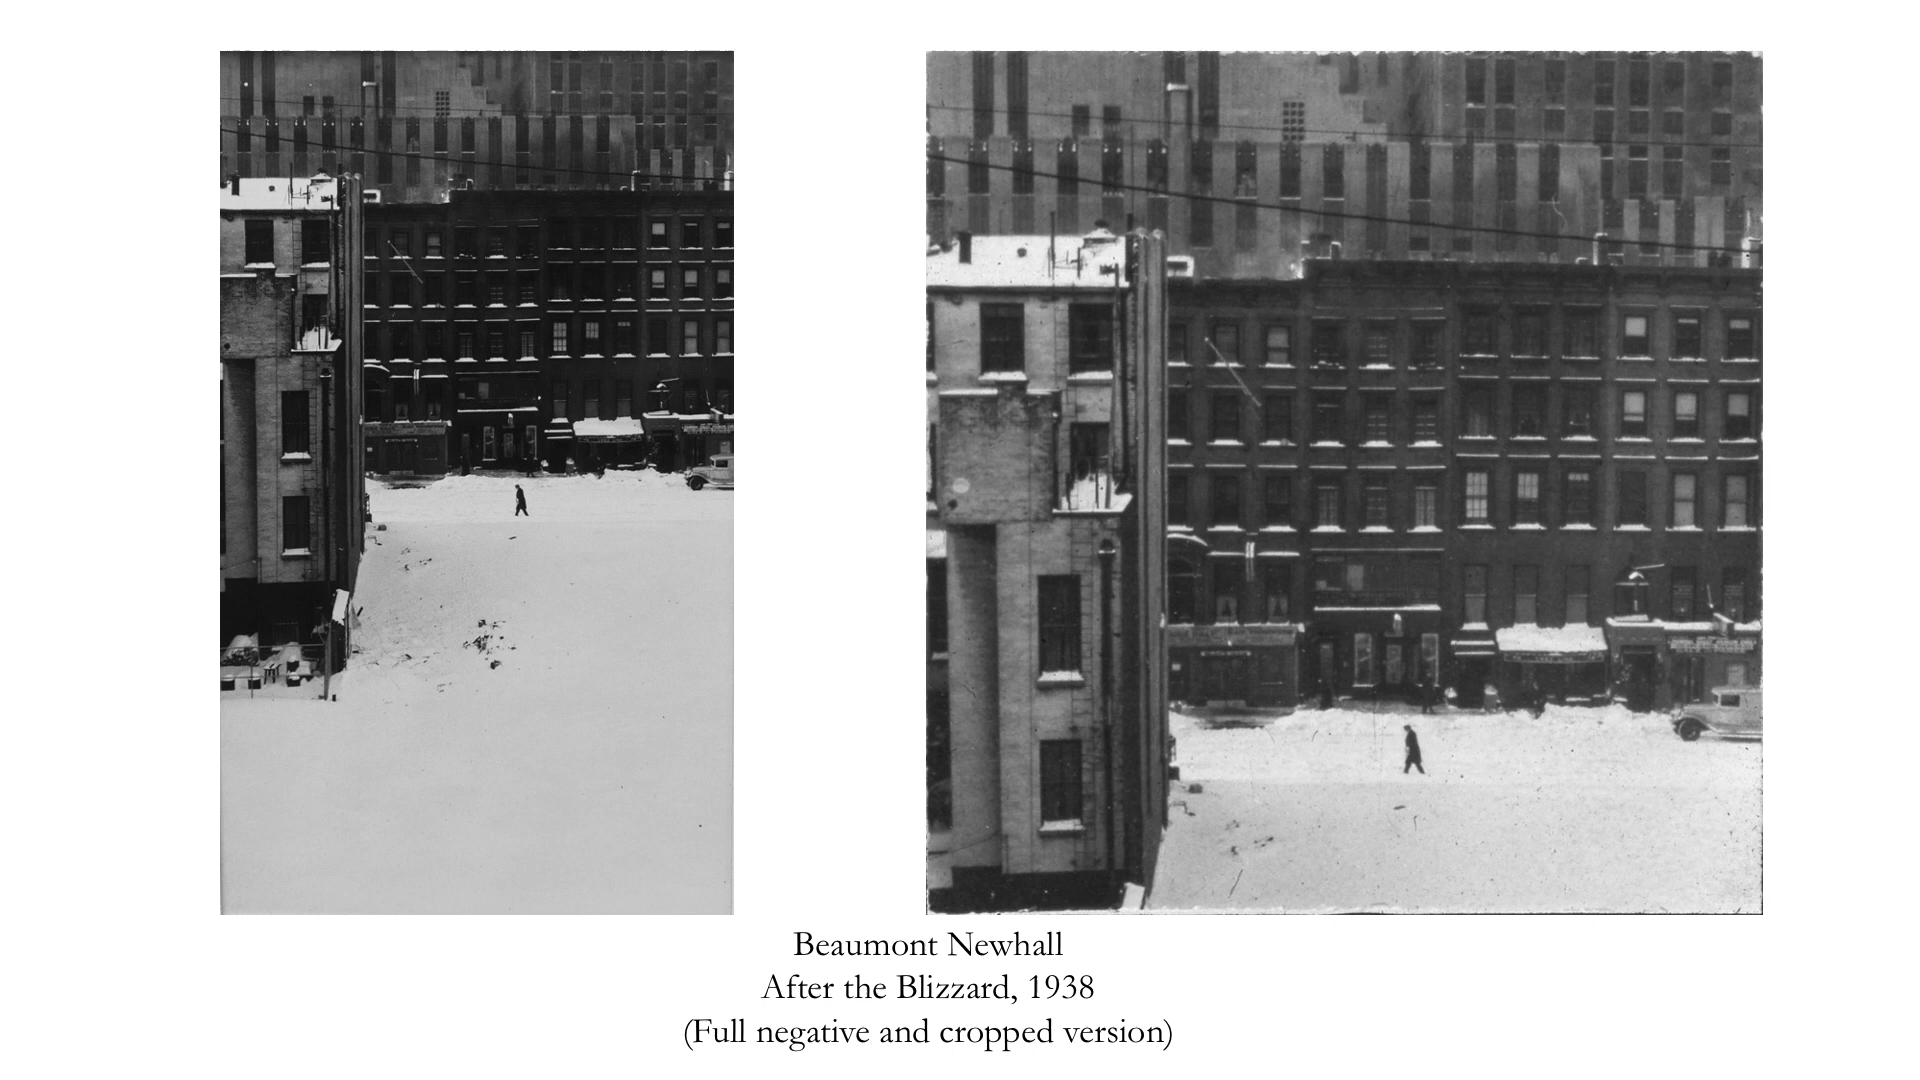 Beaumont Newhall
After the Blizzard, 1938
(Full negative and cropped version)